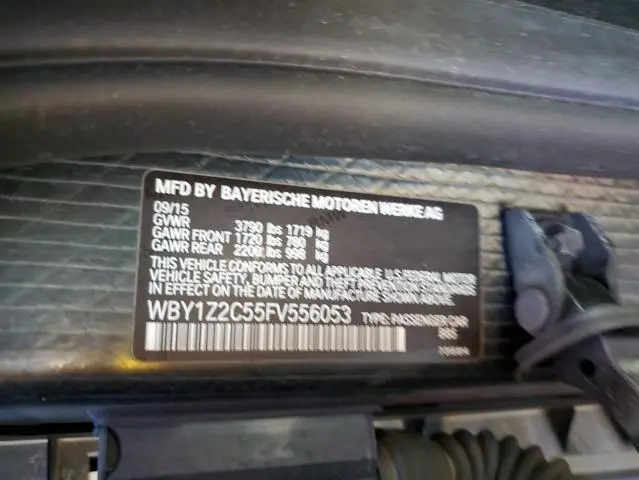 MFD BY BAYERISCHE MOTOREN WERKE AG
09/15
GVWR 3790 lbs 1719 kg
GAWR FRONT 1720 lbs 780 kg
GAWR REAR 2200 lbs 998 kg
THIS VEHICLE CONFORMS TO ALL APPLICABLE U.S. FEDERAL MOTOR
VEHICLE SAFETY, BUMPER AND THEFT PREVENTION STANDARDS
IN EFFECT ON THE DATE OF MANUFACTURE SHOWN ABOVE.
WBY1Z2C55FV556053 TYPE: PASSENGER CAR